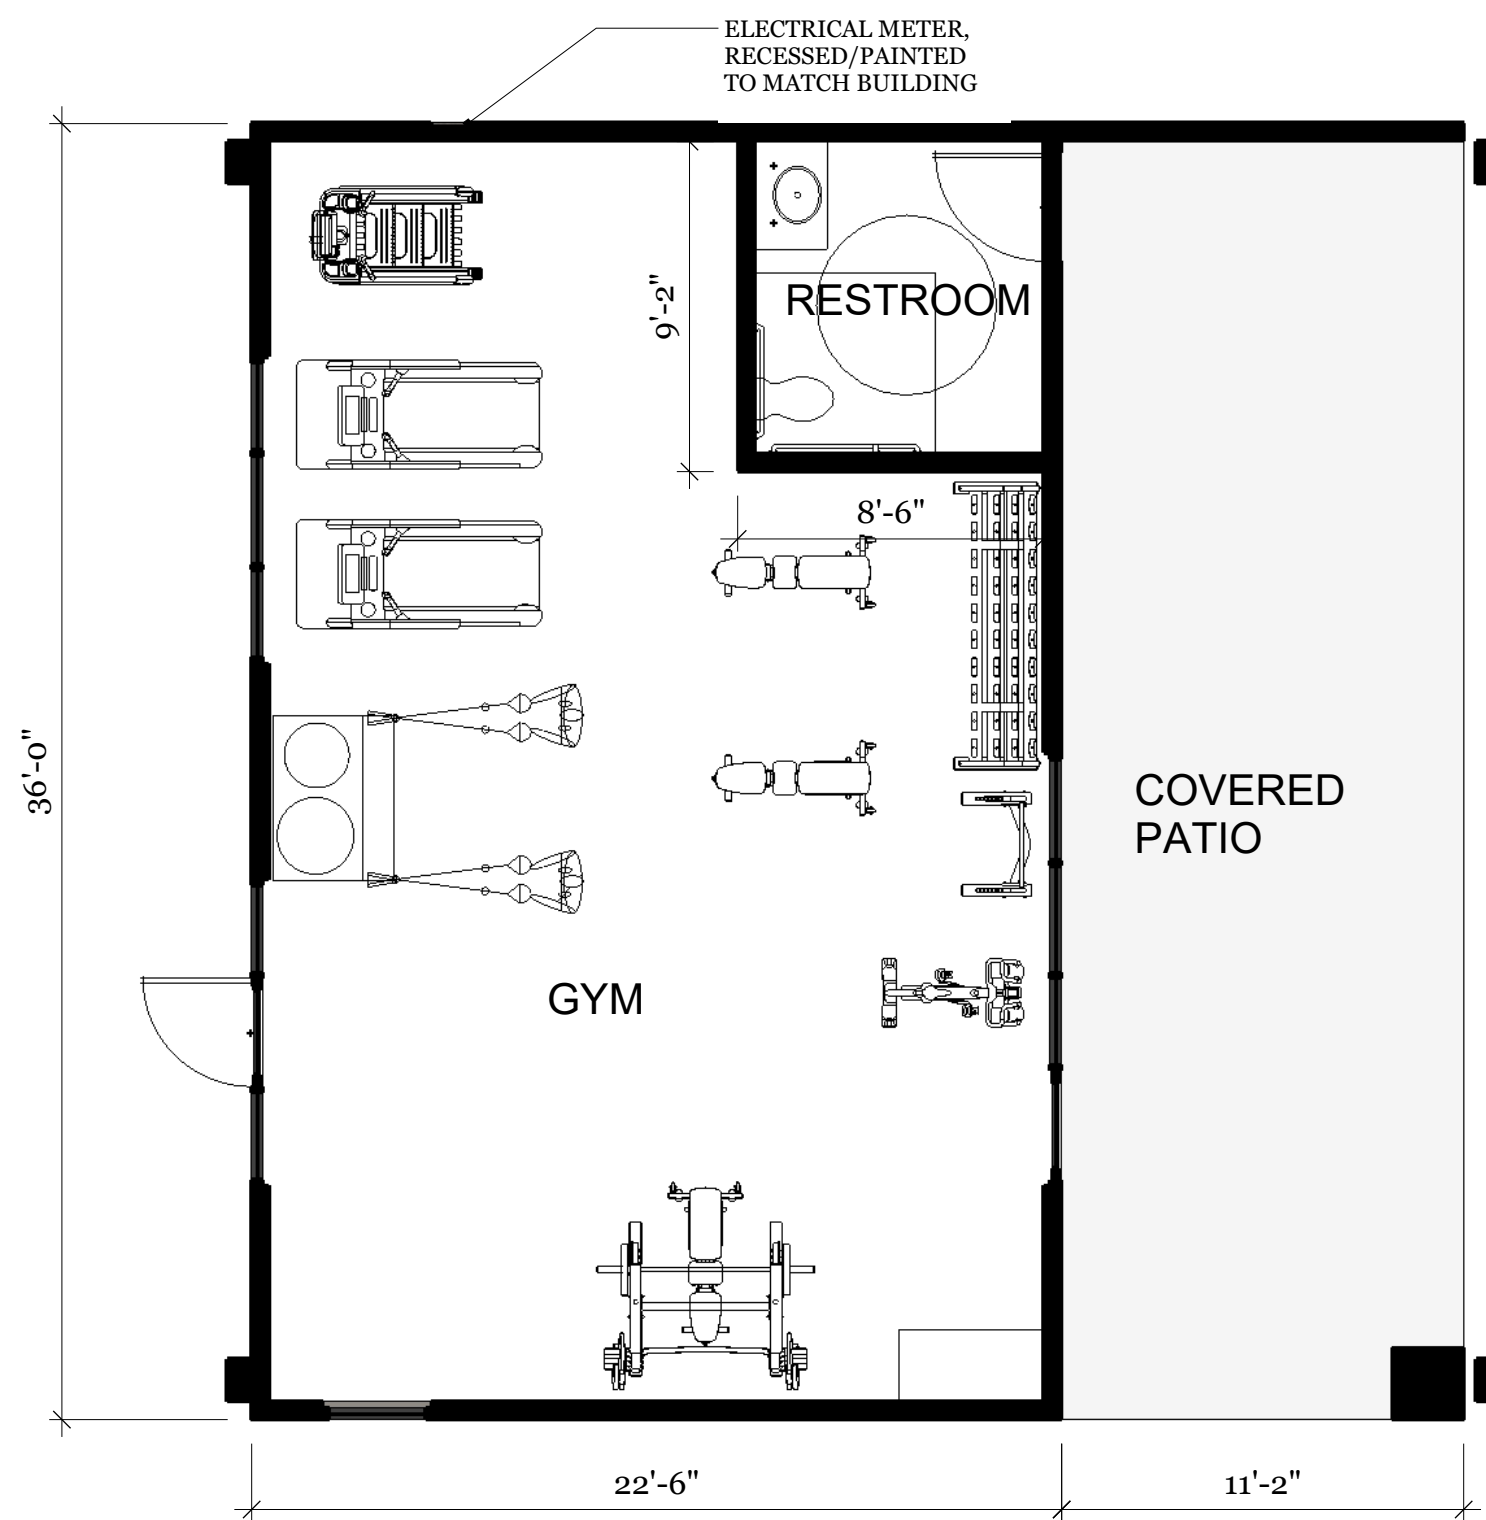 ELECTRICAL METER,
RECESSED/PAINTED
TO MATCH BUILDING
9'-2"
RESTROOM
8'-6"
36'-0"
COVERED
PATIO
GYM
22'-6"
11'-2"